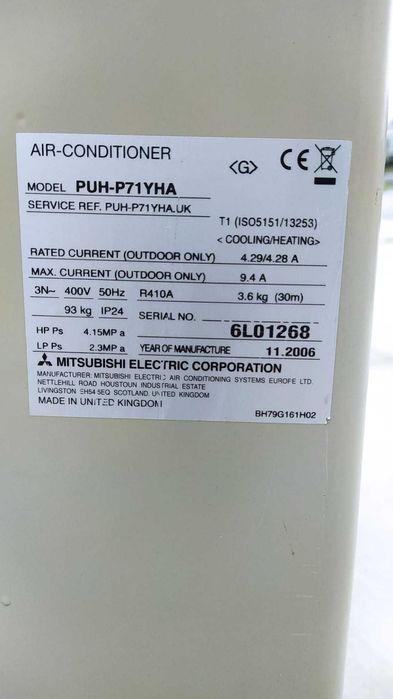 AIR-CONDITIONER
<G> CE
MODEL PUH-P71YHA
SERVICE REF. PUH-P71YHA.UK
T1 (ISO5151/13253)
< COOLING/HEATING>
RATED CURRENT (OUTDOOR ONLY) 4.29/4.28 A
MAX. CURRENT (OUTDOOR ONLY) 9.4 A
3N~ 400V 50Hz R410A 3.6 kg (30m)
93 kg IP24 SERIAL NO.
HP Ps 4.15MP a 6L01268
LP Ps 2.3MP a YEAR OF MANUFACTURE 11.2006
MITSUBISHI ELECTRIC CORPORATION
MANUFACTURER: MITSUBISHI ELECTRIC AIR CONDITIONING SYSTEMS EUROPE LTD.
NETTLEHILL ROAD HOUSTOUN INDUSTRIAL ESTATE
LIVINGSTON EH54 5EQ SCOTLAND UNITED KINGDOM
MADE IN UNITED KINGDOM
BH79G161H02